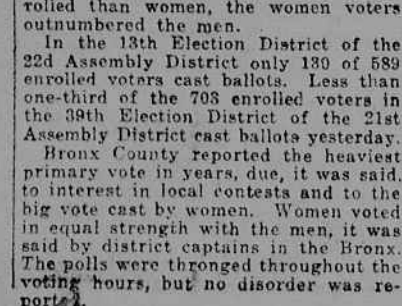 rolled than women, the women voters
outnumbered the men.
In the 13th Election District of the
22d Assembly District only 130 of 589
enrolled voters cast ballots. Less than
one-third of the 703 enrolled voters in
the 39th Election District of the 21st
Assembly District cast ballots yesterday.
Bronx County reported the heaviest
primary vote in years, due, it was said,
to interest in local contests and to the
big vote cast by women. Women voted
in equal strength with the men, it was
said by district captains in the Bronx.
The polls were thronged throughout the
voting hours, but no disorder was re-
ported.